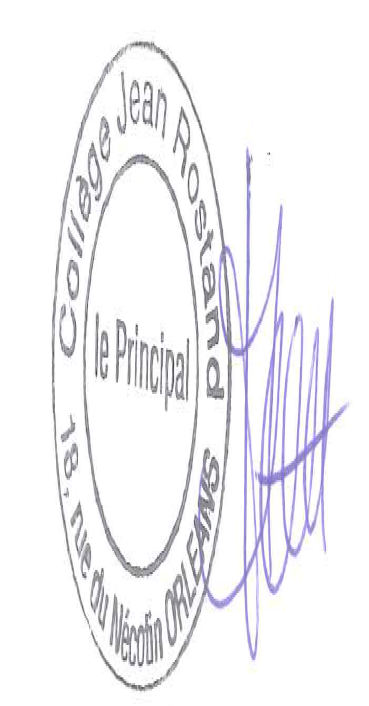 Collège Jean Rostand
le Principal
18, rue du Nécotin ORLEANS